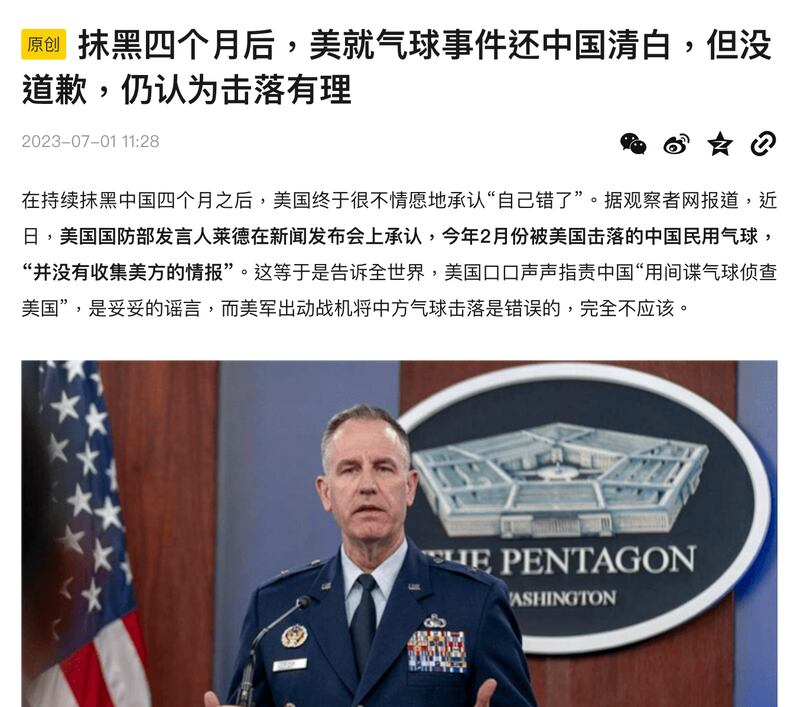 原创 抹黑四个月后，美就气球事件还中国清白，但没
道歉，仍认为击落有理
2023-07-01 11:28
在持续抹黑中国四个月之后，美国终于很不情愿地承认“自己错了”。据观察者网报道，近
日，美国国防部发言人莱德在新闻发布会上承认，今年2月份被美国击落的中国民用气球，
“并没有收集美方的情报”。这等于是告诉全世界，美国口口声声指责中国“用间谍气球侦查
美国”，是妥妥的谣言，而美军出动战机将中方气球击落是错误的，完全不应该。
THE PENTAGON
WASHINGTON